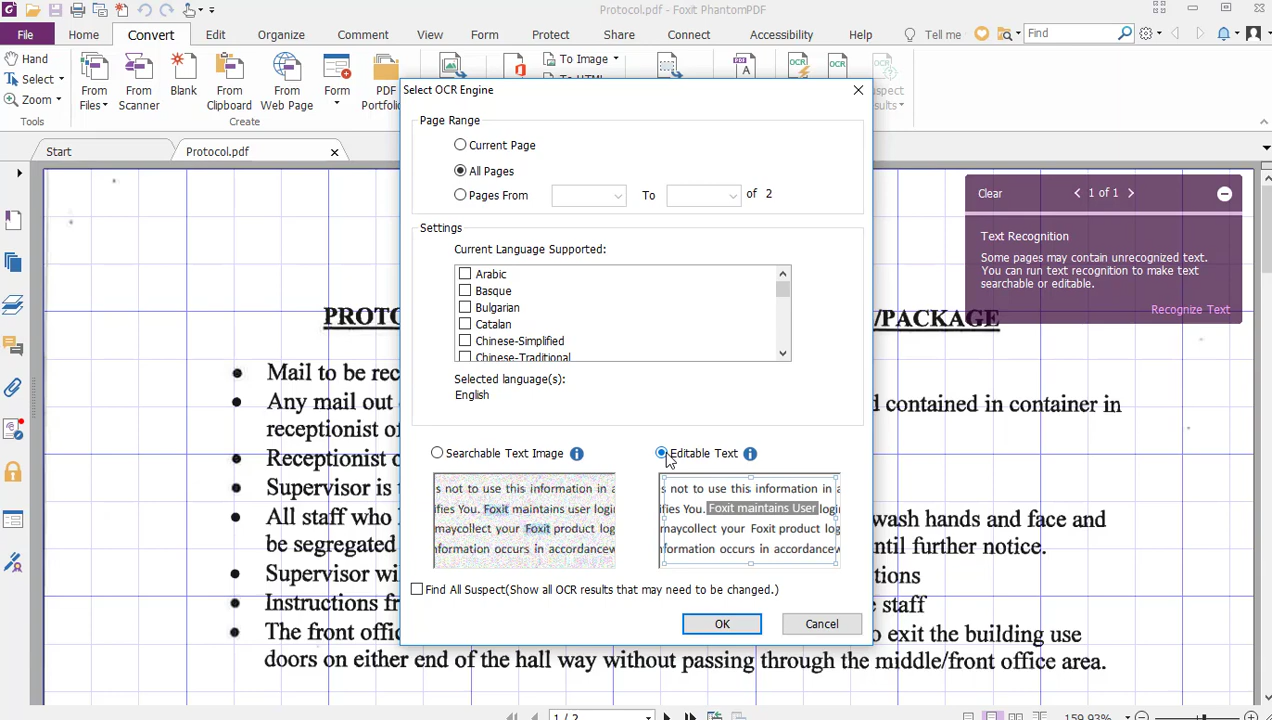 Protocol.pdf - Foxit PhantomPDF
File Home Convert Edit Organize Comment View Form Protect Share Connect Accessibility Help Tell me Find
Hand
Select
Zoom
Tools
From Files
From Scanner
Blank
From Clipboard
From Web Page
Form
PDF Portfolio
Create
To Image
Start
Protocol.pdf
Select OCR Engine
Page Range
Current Page
All Pages
Pages From To of 2
Settings
Current Language Supported:
Arabic
Basque
Bulgarian
Catalan
Chinese-Simplified
Chinese-Traditional
Selected language(s):
English
Searchable Text Image
Editable Text
s not to use this information in a
ifies You. Foxit maintains user login
maycollect your Foxit product log
nformation occurs in accordancew
s not to use this information in a
ifies You. Foxit maintains User login
maycollect your Foxit product log
nformation occurs in accordancew
Find All Suspect(Show all OCR results that may need to be changed.)
OK Cancel
Clear 1 of 1
Text Recognition
Some pages may contain unrecognized text.
You can run text recognition to make text
searchable or editable.
Recognize Text
PROTO /PACKAGE
Mail to be rec
Any mail out d contained in container in
receptionist of
Receptionist
Supervisor is t
All staff who wash hands and face and
be segregated until further notice.
Supervisor wi tions
Instructions fr e staff
The front offic o exit the building use
doors on either end of the hall way without passing through the middle/front office area.
1 / 2
159.93%